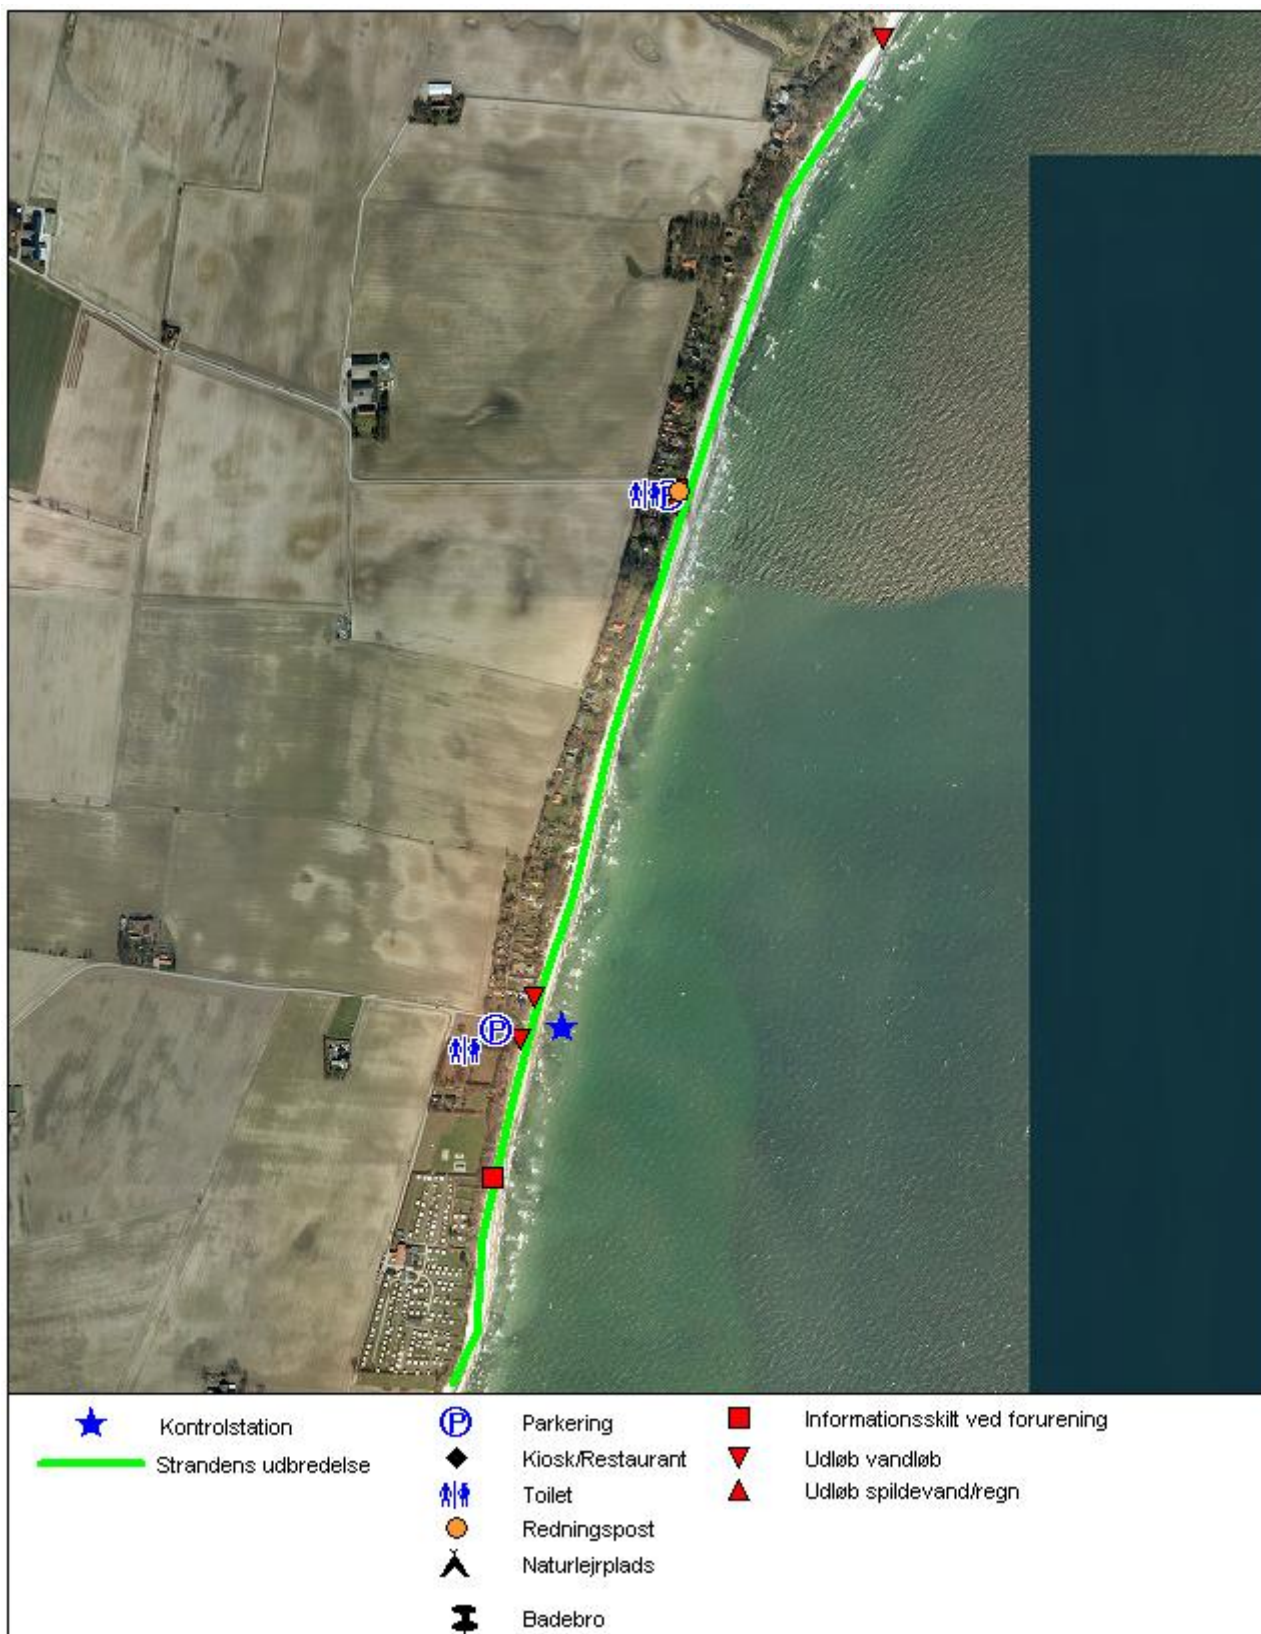 Kontrolstation
Strandens udbredelse
P Parkering
Kiosk/Restaurant
Toilet
Redningspost
Naturlejrplads
Badebro
Informationsskilt ved forurening
Udløb vandløb
Udløb spildevand/regn
P
P